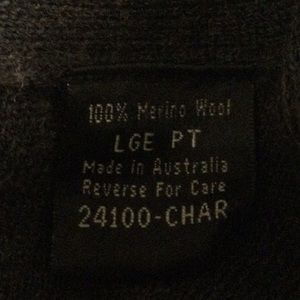 100% Merino Wool
LGE PT
Made in Australia
Reverse For Care
24100-CHAR